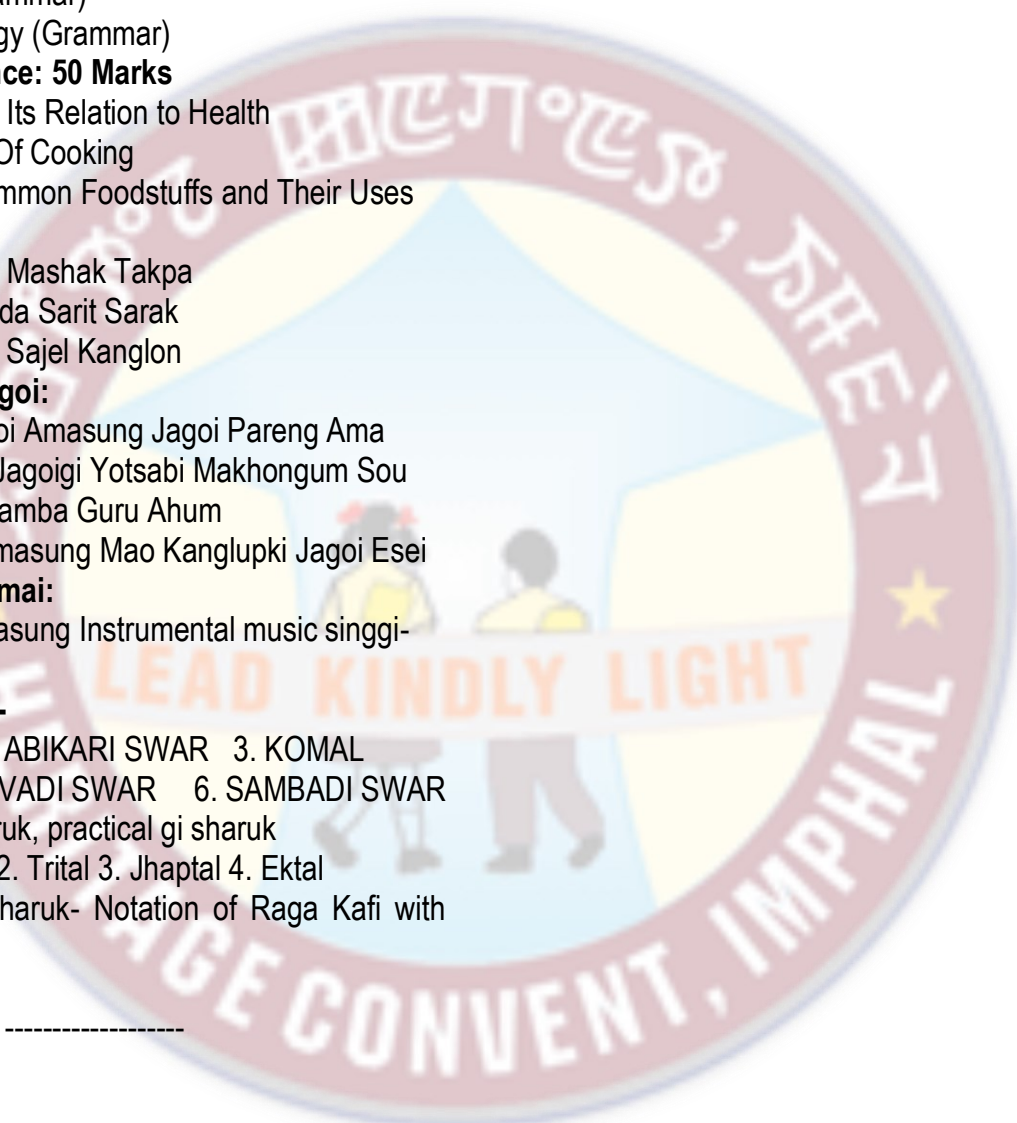 gy (Grammar)
nce: 50 Marks
Its Relation to Health
Of Cooking
mmon Foodstuffs and Their Uses
Mashak Takpa
da Sarit Sarak
Sajel Kanglon
goi:
oi Amasung Jagoi Pareng Ama
Jagoigi Yotsabi Makhongum Sou
amba Guru Ahum
masung Mao Kanglupki Jagoi Esei
mai:
asung Instrumental music singgi-
ABIKARI SWAR 3. KOMAL
VADI SWAR 6. SAMBADI SWAR
ruk, practical gi sharuk
2. Trital 3. Jhaptal 4. Ektal
haruk- Notation of Raga Kafi with
-------------------
LEAD KINDLY LIGHT
HERITAGE CONVENT, IMPHAL